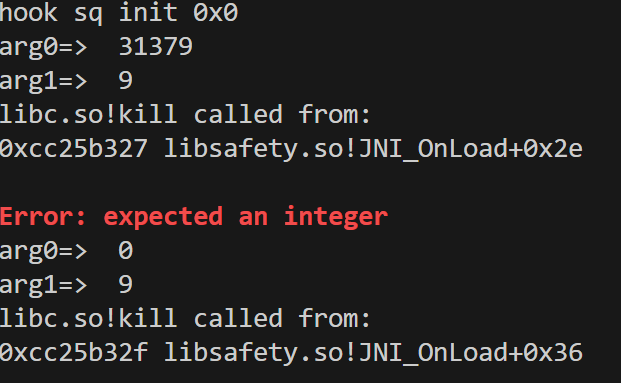 hook sq init 0x0
arg0=>  31379
arg1=>  9
libc.so!kill called from:
0xcc25b327 libsafety.so!JNI_OnLoad+0x2e
Error: expected an integer
arg0=>  0
arg1=>  9
libc.so!kill called from:
0xcc25b32f libsafety.so!JNI_OnLoad+0x36